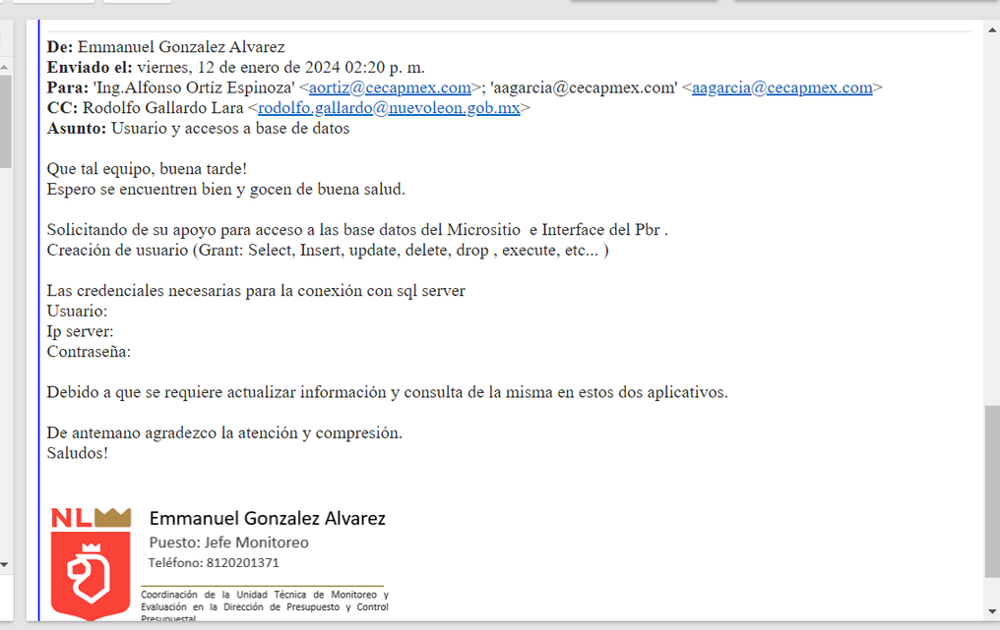 De: Emmanuel Gonzalez Alvarez
Enviado el: viernes, 12 de enero de 2024 02:20 p. m.
Para: 'Ing.Alfonso Ortíz Espinoza' <aortiz@cecapmex.com>; 'aagarcia@cecapmex.com' <aagarcia@cecapmex.com>
CC: Rodolfo Gallardo Lara <rodolfo.gallardo@nuevoleon.gob.mx>
Asunto: Usuario y accesos a base de datos
Que tal equipo, buena tarde!
Espero se encuentren bien y gocen de buena salud.
Solicitando de su apoyo para acceso a las base datos del Micrositio  e Interface del Pbr .
Creación de usuario (Grant: Select, Insert, update, delete, drop , execute, etc... )
Las credenciales necesarias para la conexión con sql server
Usuario:
Ip server:
Contraseña:
Debido a que se requiere actualizar información y consulta de la misma en estos dos aplicativos.
De antemano agradezco la atención y compresión.
Saludos!
NL
Emmanuel Gonzalez Alvarez
Puesto: Jefe Monitoreo
Teléfono: 8120201371
Coordinación de la Unidad Técnica de Monitoreo y
Evaluación en la Dirección de Presupuesto y Control
Presupuestal